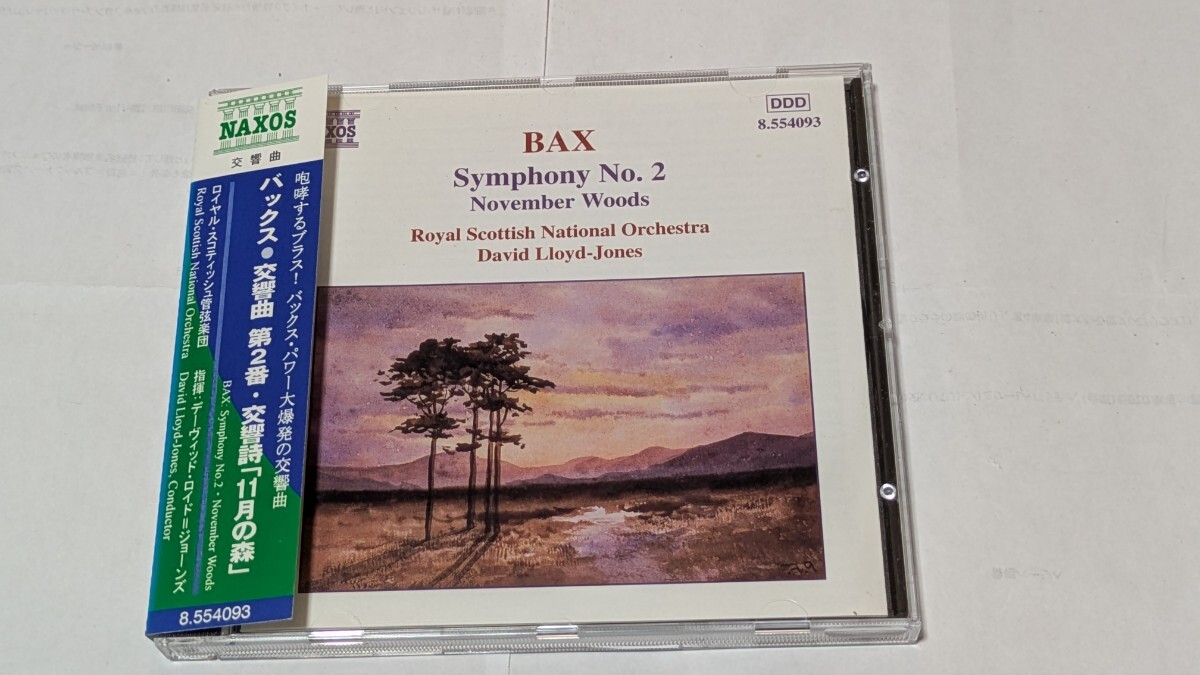 NAXOS
交響曲
咆哮するブラス！バックス・パワー大爆発の交響曲
バックス●交響曲 第2番・交響詩「11月の森」
BAX: Symphony No.2・November Woods
ロイヤル・スコティッシュ管弦楽団 指揮:デーヴィッド・ロイド=ジョーンズ
Royal Scottish National Orchestra David Lloyd-Jones, Conductor
8.554093
XOS
DDD
8.554093
BAX
Symphony No. 2
November Woods
Royal Scottish National Orchestra
David Lloyd-Jones